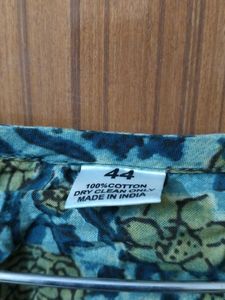 44
100%COTTON
DRY CLEAN ONLY
MADE IN INDIA